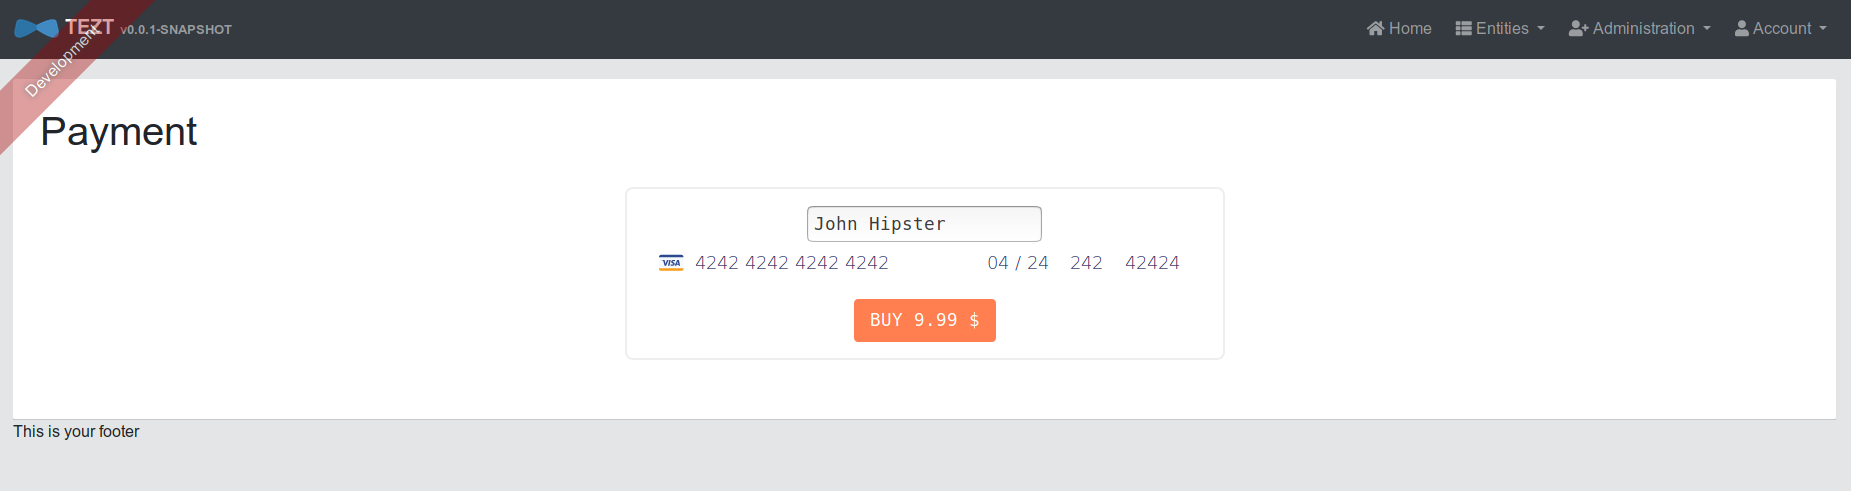 TEZT v0.0.1-SNAPSHOT
Home Entities Administration Account
Development
Payment
John Hipster
VISA 4242 4242 4242 4242 04 / 24 242 42424
BUY 9.99 $
This is your footer